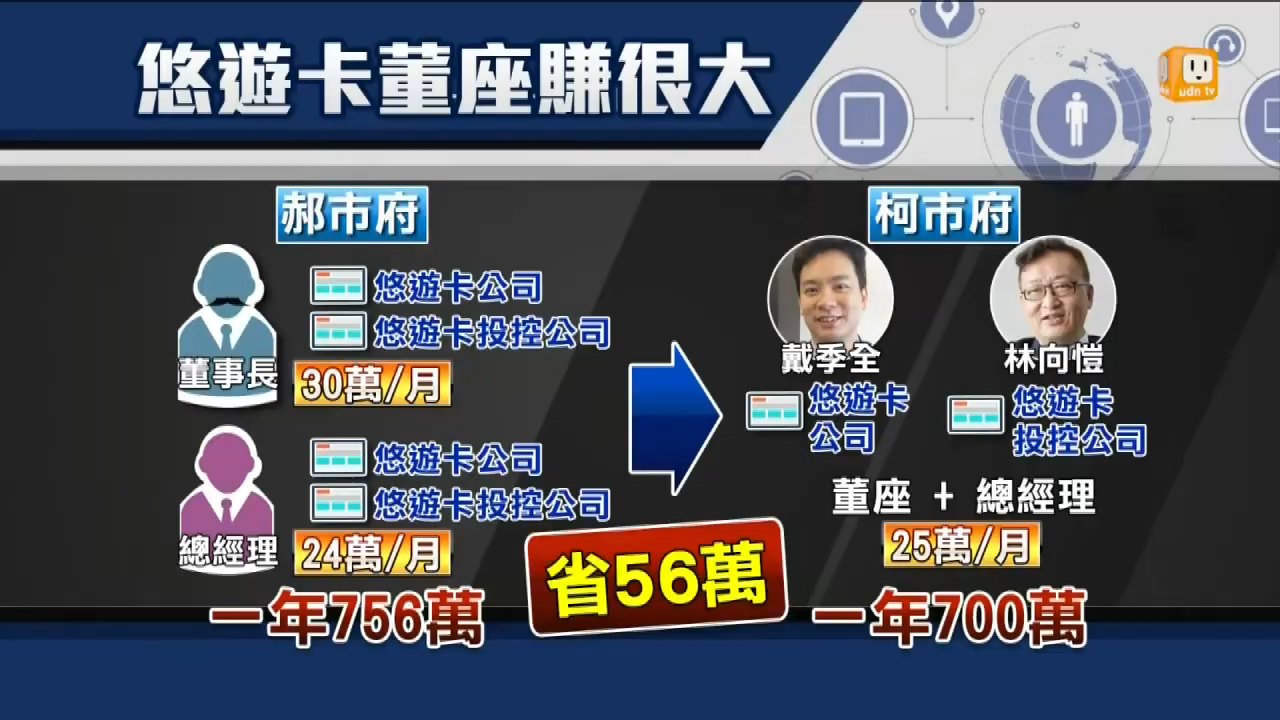 悠遊卡董座賺很大
udn tv
郝市府
董事長
悠遊卡公司
悠遊卡投控公司
30萬/月
總經理
悠遊卡公司
悠遊卡投控公司
24萬/月
一年756萬
省56萬
柯市府
戴季全
悠遊卡
公司
林向愷
悠遊卡
投控公司
董座 + 總經理
25萬/月
一年700萬